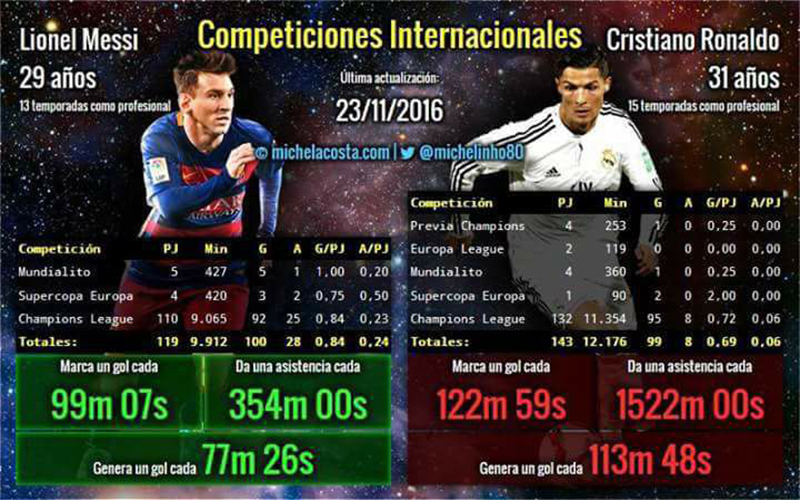 Lionel Messi
29 años
13 temporadas como profesional
Competiciones Internacionales
Última actualización:
23/11/2016
© michelacosta.com | @michelinho80
Cristiano Ronaldo
31 años
15 temporadas como profesional
Competición PJ Min G A G/PJ A/PJ
Mundialito 5 427 5 1 1.00 0,20
Supercopa Europa 4 420 3 2 0,75 0,50
Champions League 110 9.065 92 25 0,84 0,23
Totales: 119 9.912 100 28 0,84 0,24
Marca un gol cada
99m 07s
Da una asistencia cada
354m 00s
Genera un gol cada 77m 26s
Competición PJ Min G A G/PJ A/PJ
Previa Champions 4 253 1 0 0,25 0,00
Europa League 2 119 0 0 0,00 0,00
Mundialito 4 360 1 0 0.25 0,00
Supercopa Europa 1 90 2 0 2.00 0,00
Champions League 132 11.354 95 8 0,72 0,06
Totales: 143 12.176 99 8 0,69 0,06
Marca un gol cada
122m 59s
Da una asistencia cada
1522m 00s
Genera un gol cada 113m 48s